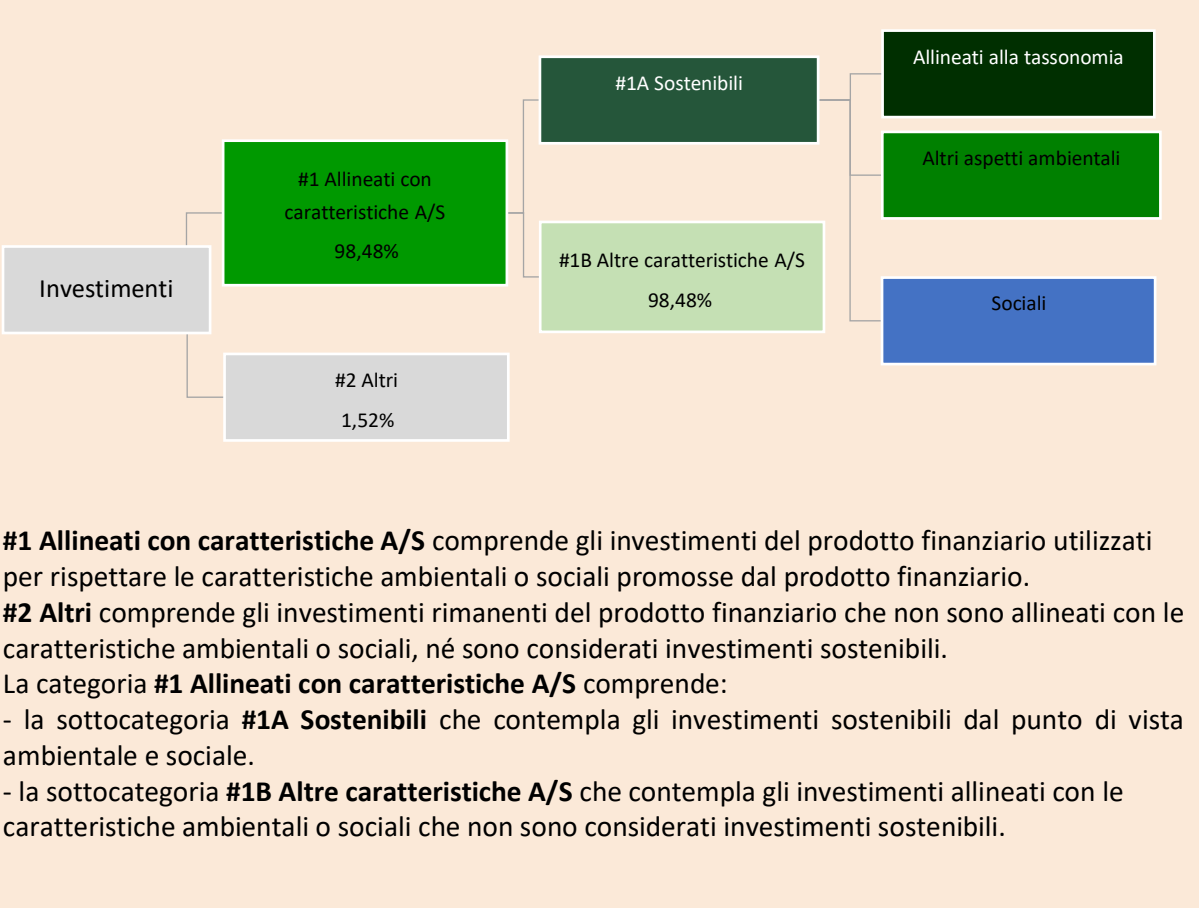 Investimenti
#1 Allineati con
caratteristiche A/S
98,48%
#2 Altri
1,52%
#1A Sostenibili
#1B Altre caratteristiche A/S
98,48%
Allineati alla tassonomia
Altri aspetti ambientali
Sociali
#1 Allineati con caratteristiche A/S comprende gli investimenti del prodotto finanziario utilizzati
per rispettare le caratteristiche ambientali o sociali promosse dal prodotto finanziario.
#2 Altri comprende gli investimenti rimanenti del prodotto finanziario che non sono allineati con le
caratteristiche ambientali o sociali, né sono considerati investimenti sostenibili.
La categoria #1 Allineati con caratteristiche A/S comprende:
- la sottocategoria #1A Sostenibili che contempla gli investimenti sostenibili dal punto di vista
ambientale e sociale.
- la sottocategoria #1B Altre caratteristiche A/S che contempla gli investimenti allineati con le
caratteristiche ambientali o sociali che non sono considerati investimenti sostenibili.